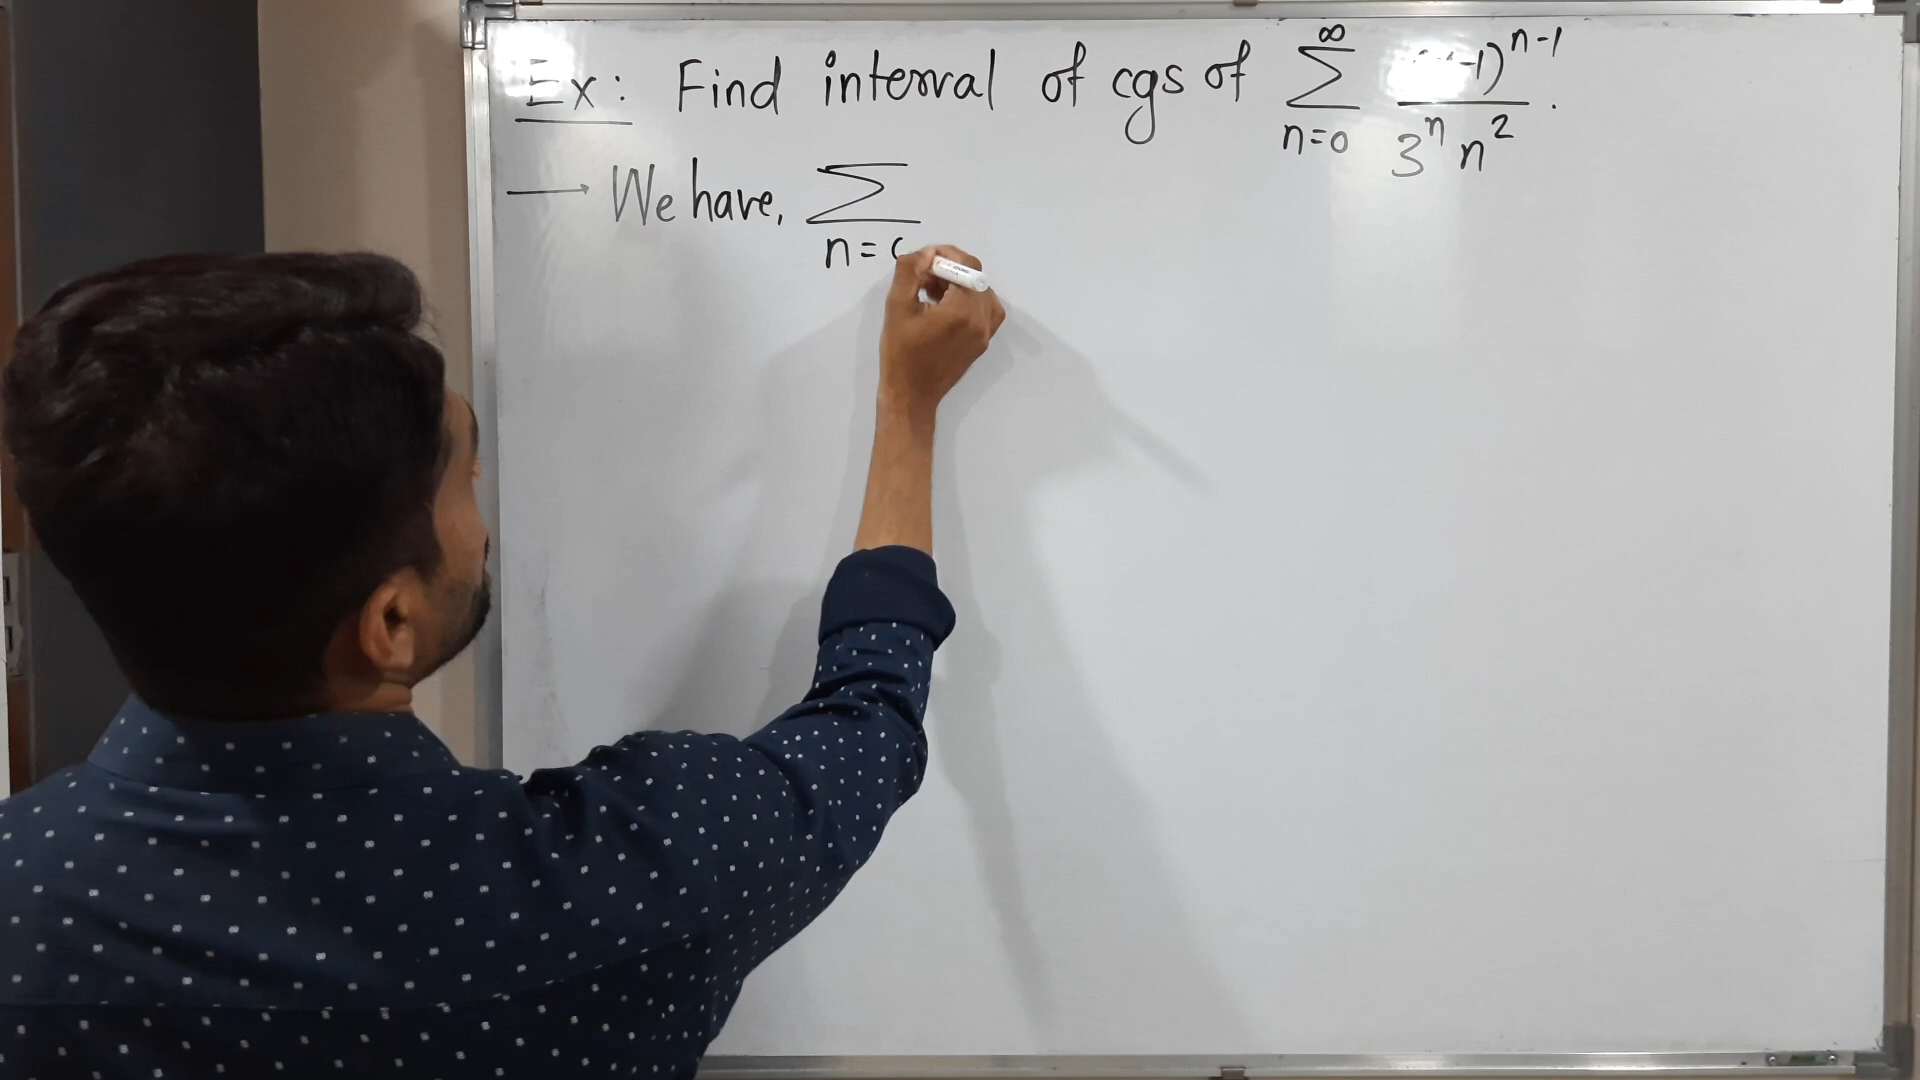 Ex: Find interval of cgs of ∑_{n=0}^{∞} -1)^{n-1} / 3^n n^2 .
→ We have, ∑_{n=0}